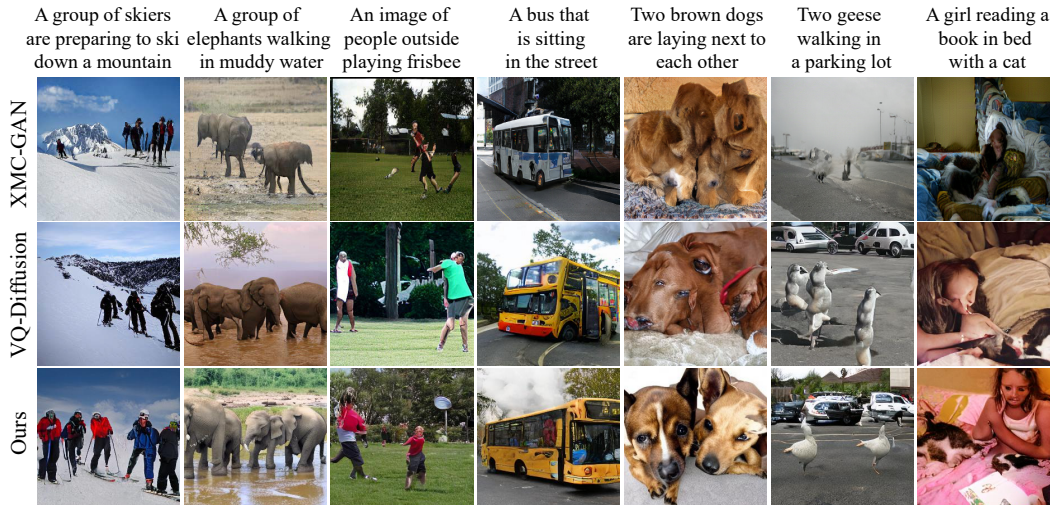 A group of skiers
are preparing to ski
down a mountain
A group of
elephants walking
in muddy water
An image of
people outside
playing frisbee
A bus that
is sitting
in the street
Two brown dogs
are laying next to
each other
Two geese
walking in
a parking lot
A girl reading a
book in bed
with a cat
XMC-GAN
VQ-Diffusion
Ours